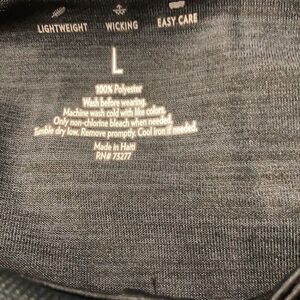 LIGHTWEIGHT WICKING EASY CARE
L
100% Polyester
Wash before wearing.
Machine wash cold with like colors.
Only non-chlorine bleach when needed.
Tumble dry low. Remove promptly. Cool iron if needed.
Made in Haiti
RN# 73277